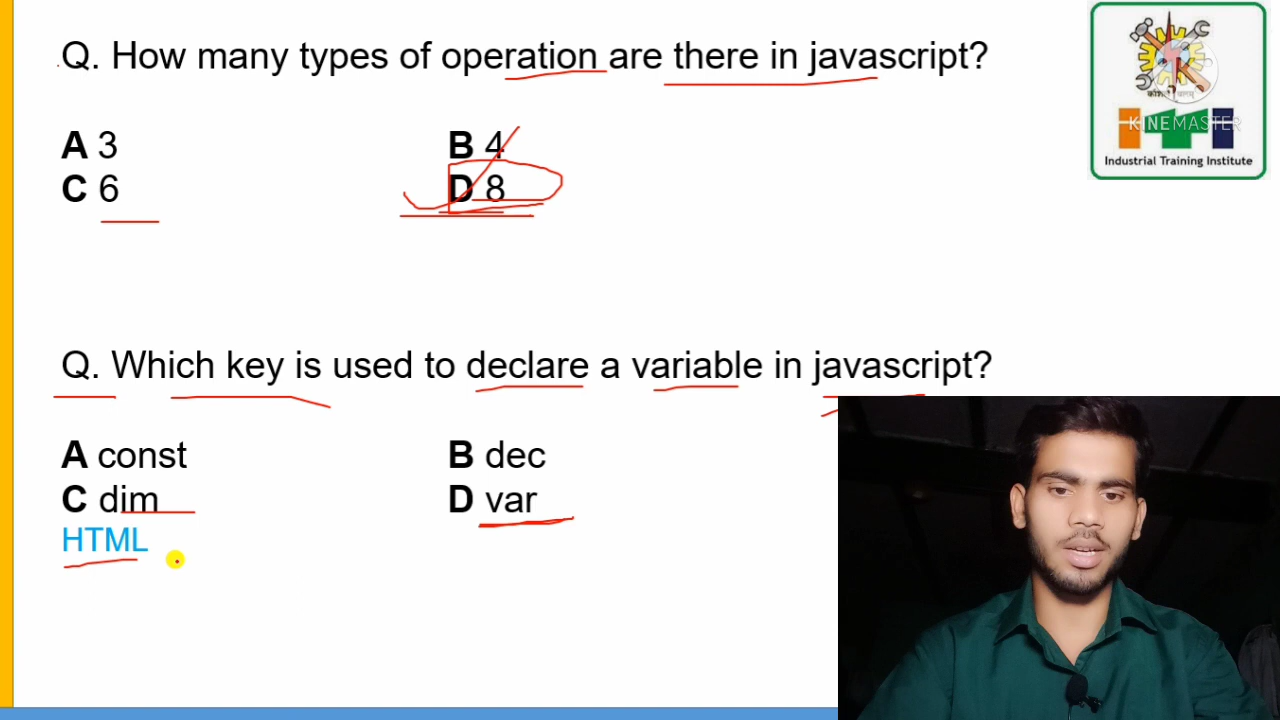 Q. How many types of operation are there in javascript?
A 3
B 4
C 6
D 8
KINEMASTER
Industrial Training Institute
Q. Which key is used to declare a variable in javascript?
A const
B dec
C dim
D var
HTML